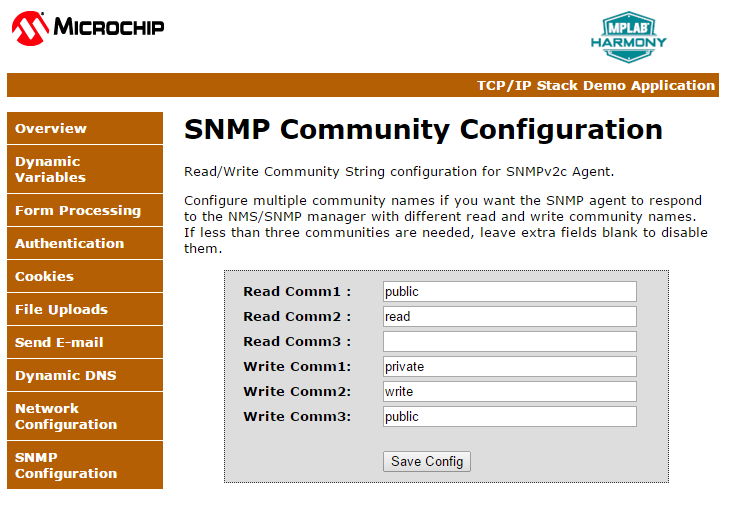 MICROCHIP
MPLAB
HARMONY
TCP/IP Stack Demo Application
Overview
Dynamic
Variables
Form Processing
Authentication
Cookies
File Uploads
Send E-mail
Dynamic DNS
Network
Configuration
SNMP
Configuration
SNMP Community Configuration
Read/Write Community String configuration for SNMPv2c Agent.
Configure multiple community names if you want the SNMP agent to respond
to the NMS/SNMP manager with different read and write community names.
If less than three communities are needed, leave extra fields blank to disable
them.
Read Comm1 : public
Read Comm2 : read
Read Comm3 :
Write Comm1: private
Write Comm2: write
Write Comm3: public
Save Config